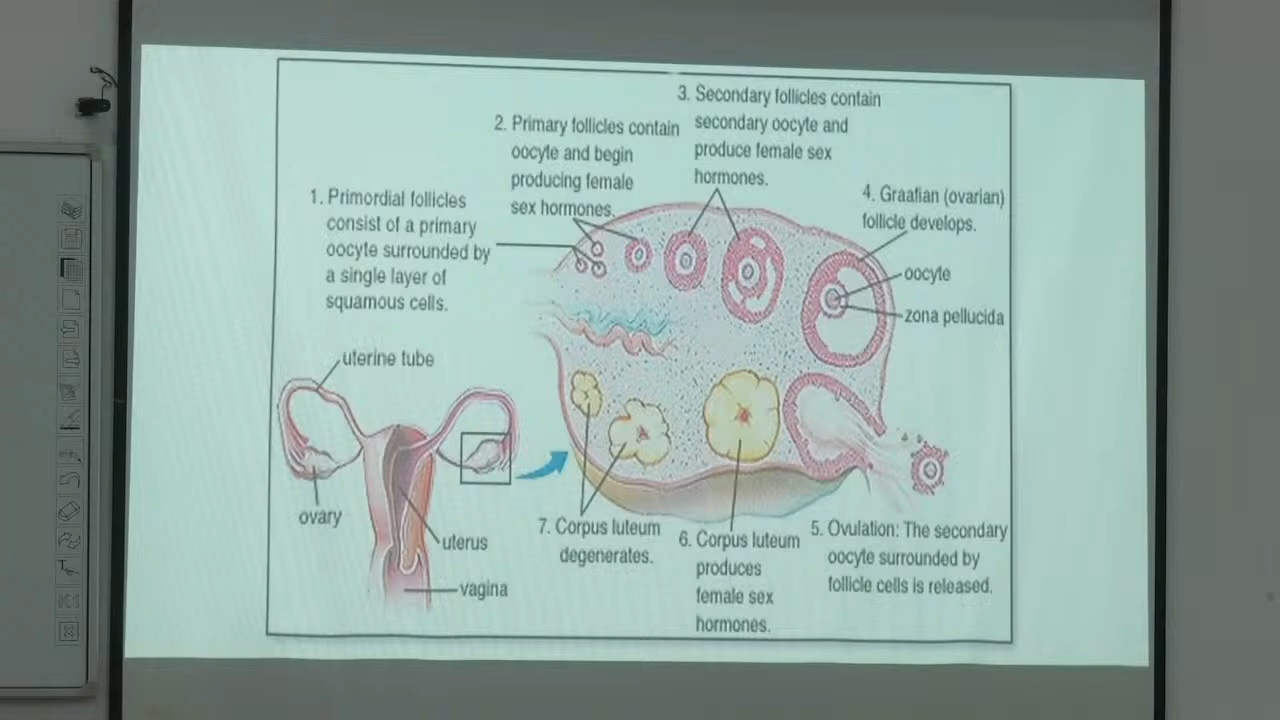 1. Primordial follicles
consist of a primary
oocyte surrounded by
a single layer of
squamous cells.
2. Primary follicles contain
oocyte and begin
producing female
sex hormones.
3. Secondary follicles contain
secondary oocyte and
produce female sex
hormones.
4. Graafian (ovarian)
follicle develops.
oocyte
zona pellucida
uterine tube
ovary
uterus
vagina
7. Corpus luteum
degenerates.
6. Corpus luteum
produces
female sex
hormones.
5. Ovulation: The secondary
oocyte surrounded by
follicle cells is released.